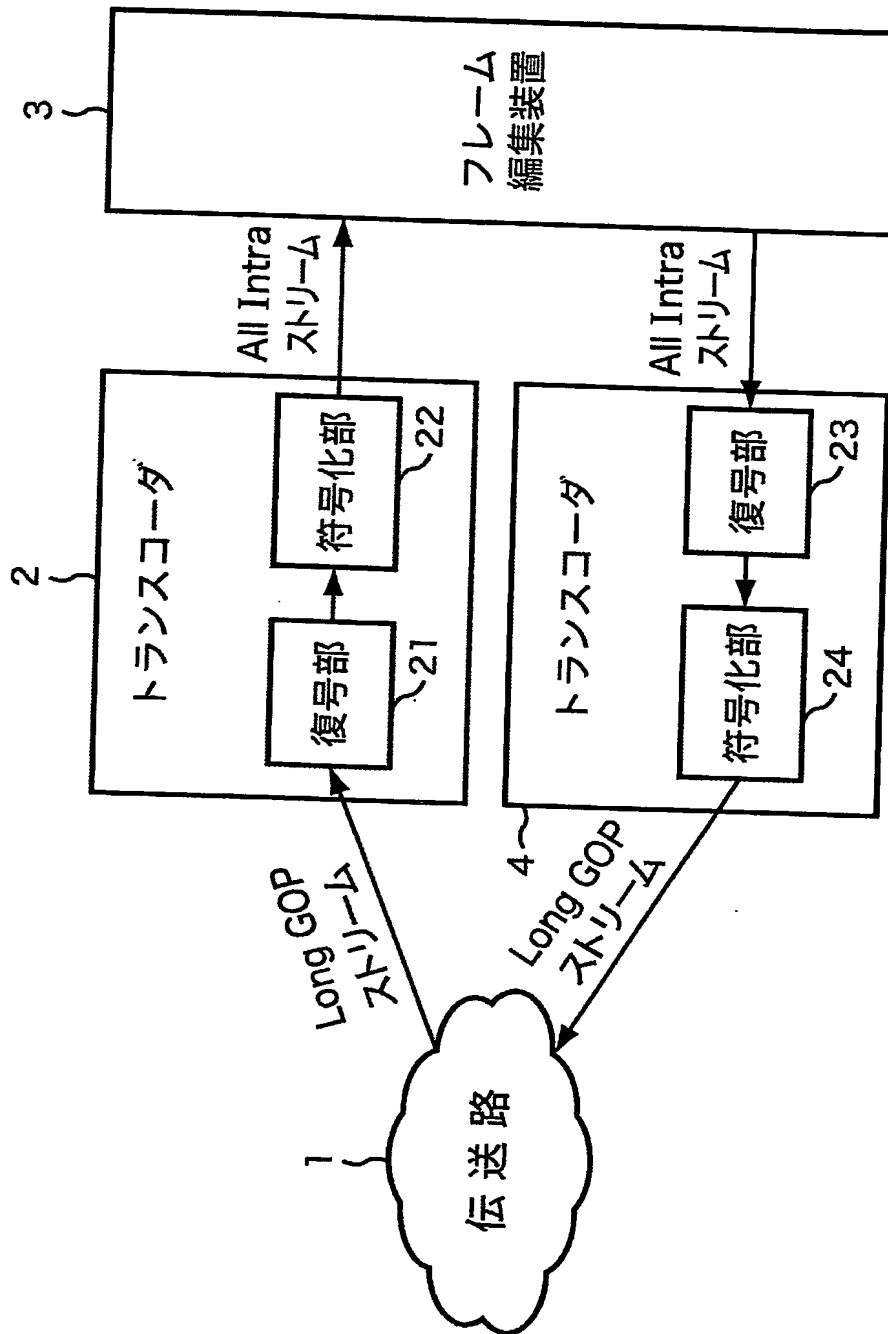 1
伝送路
Long GOP
ストリーム
2
トランスコーダ
復号部
21
符号化部
22
All Intra
ストリーム
3
フレーム
編集装置
All Intra
ストリーム
トランスコーダ
復号部
23
符号化部
24
4
Long GOP
ストリーム